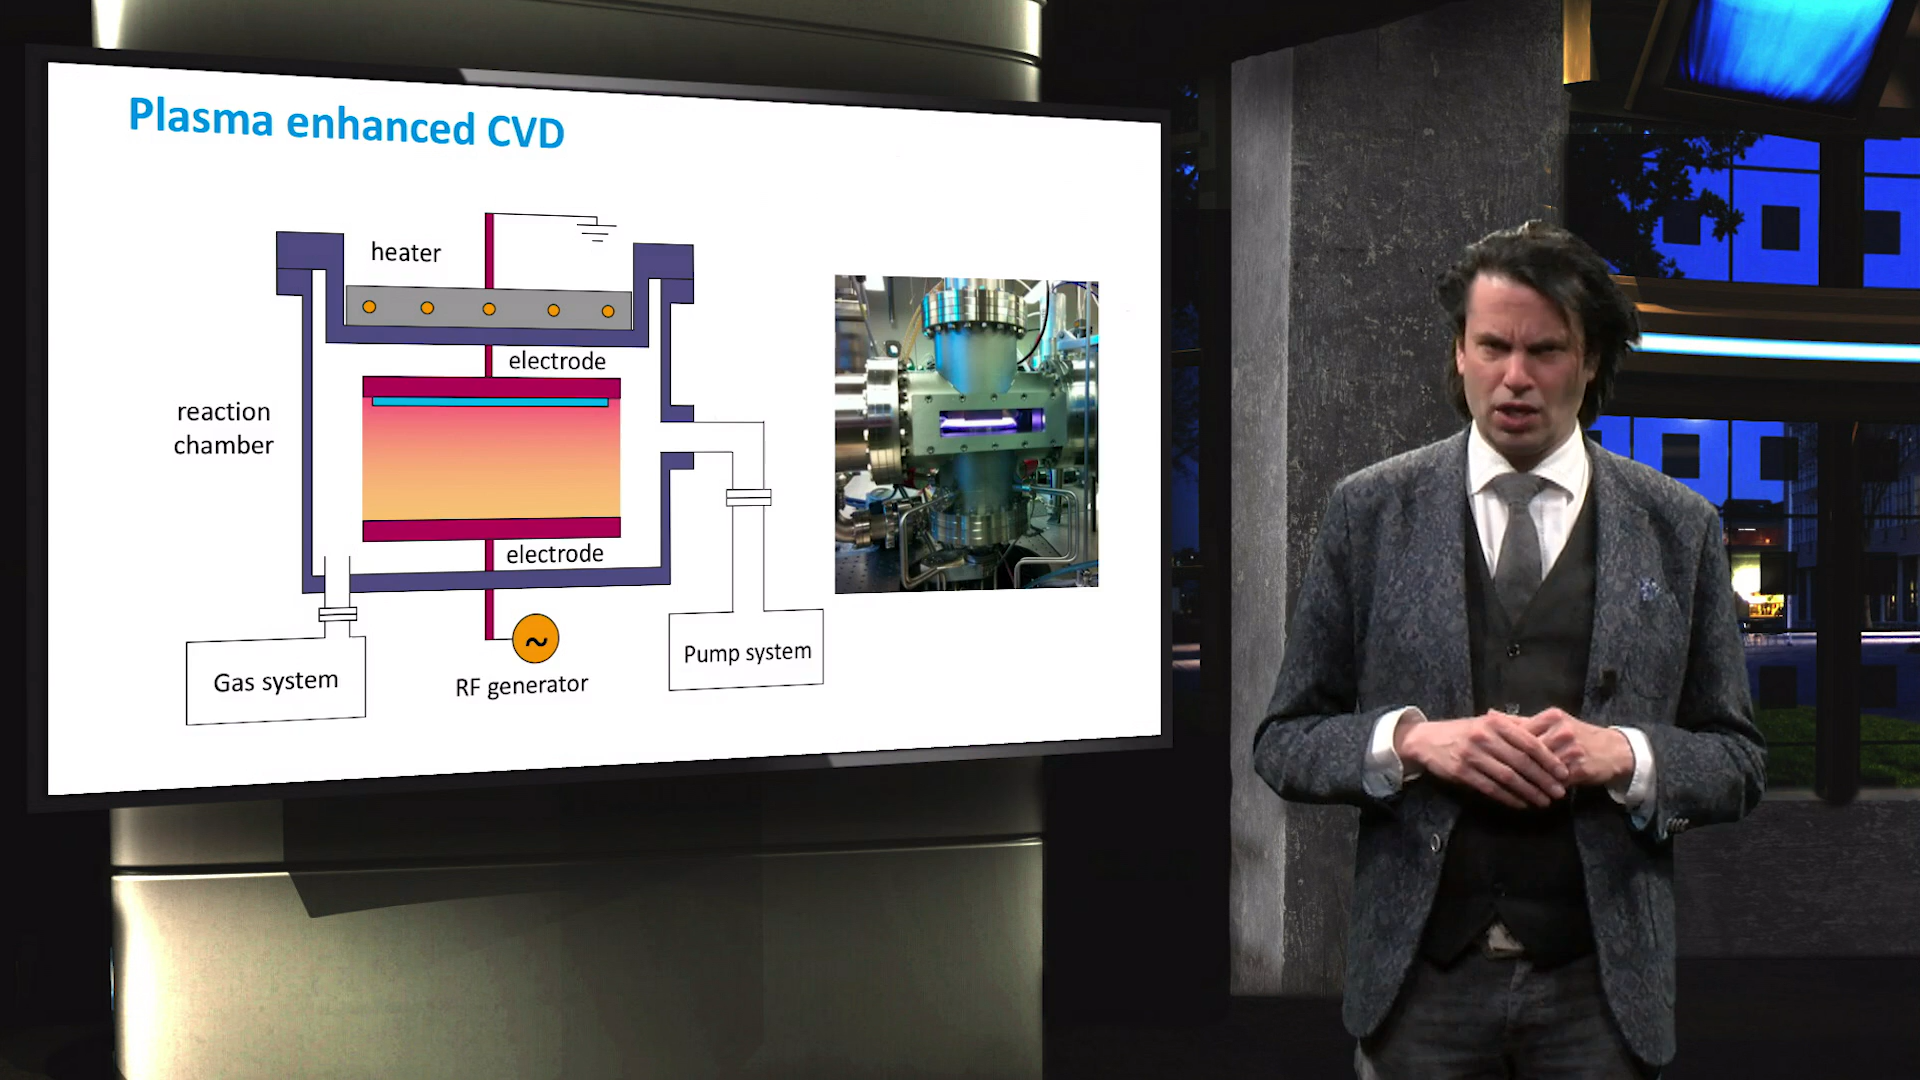 Plasma enhanced CVD
heater
electrode
reaction
chamber
electrode
~
Gas system
RF generator
Pump system